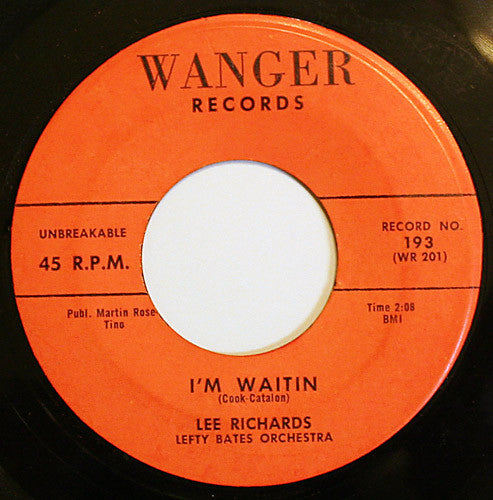 WANGER
RECORDS
UNBREAKABLE
45 R.P.M.
RECORD NO.
193
(WR 201)
Publ. Martin Rose-
Tino
Time 2:08
BMI
I'M WAITIN
(Cook-Catalon)
LEE RICHARDS
LEFTY BATES ORCHESTRA